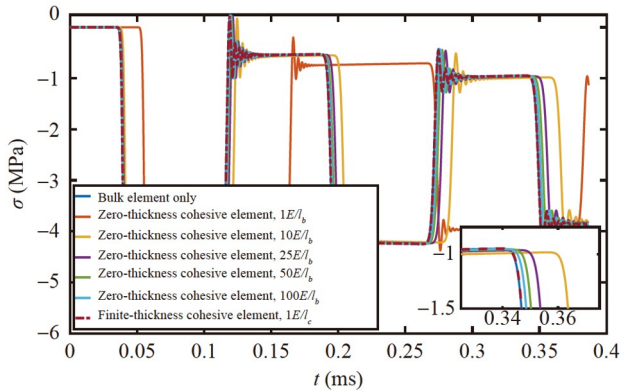 0
−1
−2
−3
−4
−5
−6
σ (MPa)
Bulk element only
Zero-thickness cohesive element, 1E/l_b
Zero-thickness cohesive element, 10E/l_b
Zero-thickness cohesive element, 25E/l_b
Zero-thickness cohesive element, 50E/l_b
Zero-thickness cohesive element, 100E/l_b
Finite-thickness cohesive element, 1E/l_c
−1
−1.5
0.34 0.36
0 0.05 0.1 0.15 0.2 0.25 0.3 0.35 0.4
t (ms)